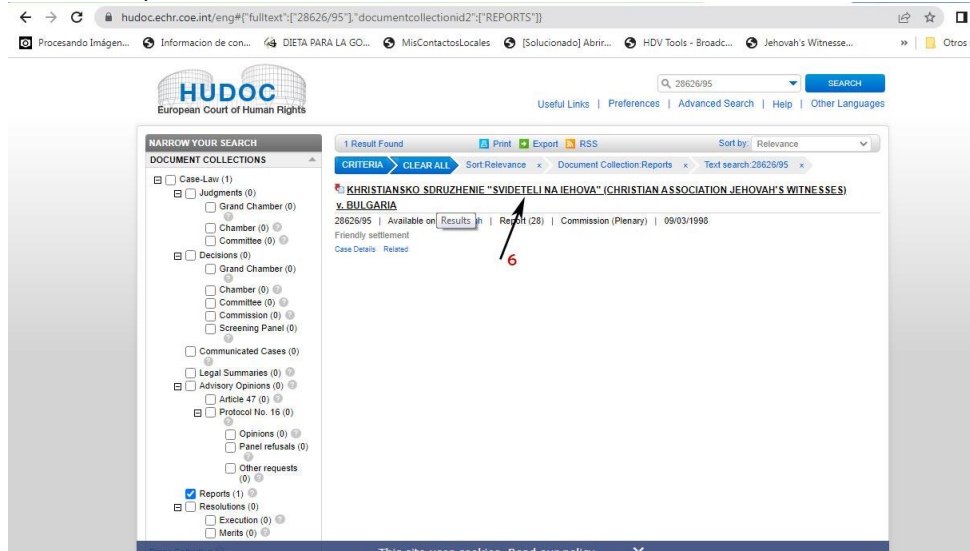 hudoc.echr.coe.int/eng#{"fulltext":["28626/95"],"documentcollectionid2":["REPORTS"]}
Procesando Imágen... Informacion de con... DIETA PARA LA GO... MisContactosLocales [Solucionado] Abrir... HDV Tools - Broadc... Jehovah's Witnesse... » Otros
HUDOC
European Court of Human Rights
28626/95 SEARCH
Useful Links | Preferences | Advanced Search | Help | Other Languages
NARROW YOUR SEARCH
DOCUMENT COLLECTIONS
Case-Law (1)
Judgments (0)
Grand Chamber (0)
Chamber (0)
Committee (0)
Decisions (0)
Grand Chamber (0)
Chamber (0)
Committee (0)
Commission (0)
Screening Panel (0)
Communicated Cases (0)
Legal Summaries (0)
Advisory Opinions (0)
Article 47 (0)
Protocol No. 16 (0)
Opinions (0)
Panel refusals (0)
Other requests
(0)
Reports (1)
Resolutions (0)
Execution (0)
Merits (0)
1 Result Found Print Export RSS Sort by: Relevance
CRITERIA CLEAR ALL Sort:Relevance x Document Collection:Reports x Text search:28626/95 x
KHRISTIANSKO SDRUZHENIE "SVIDETELI NA IEHOVA" (CHRISTIAN ASSOCIATION JEHOVAH'S WITNESSES)
v. BULGARIA
28626/95 | Available on Results | Report (28) | Commission (Plenary) | 09/03/1998
Friendly settlement
Case Details Related
6
This site uses cookies. Read our policy. X